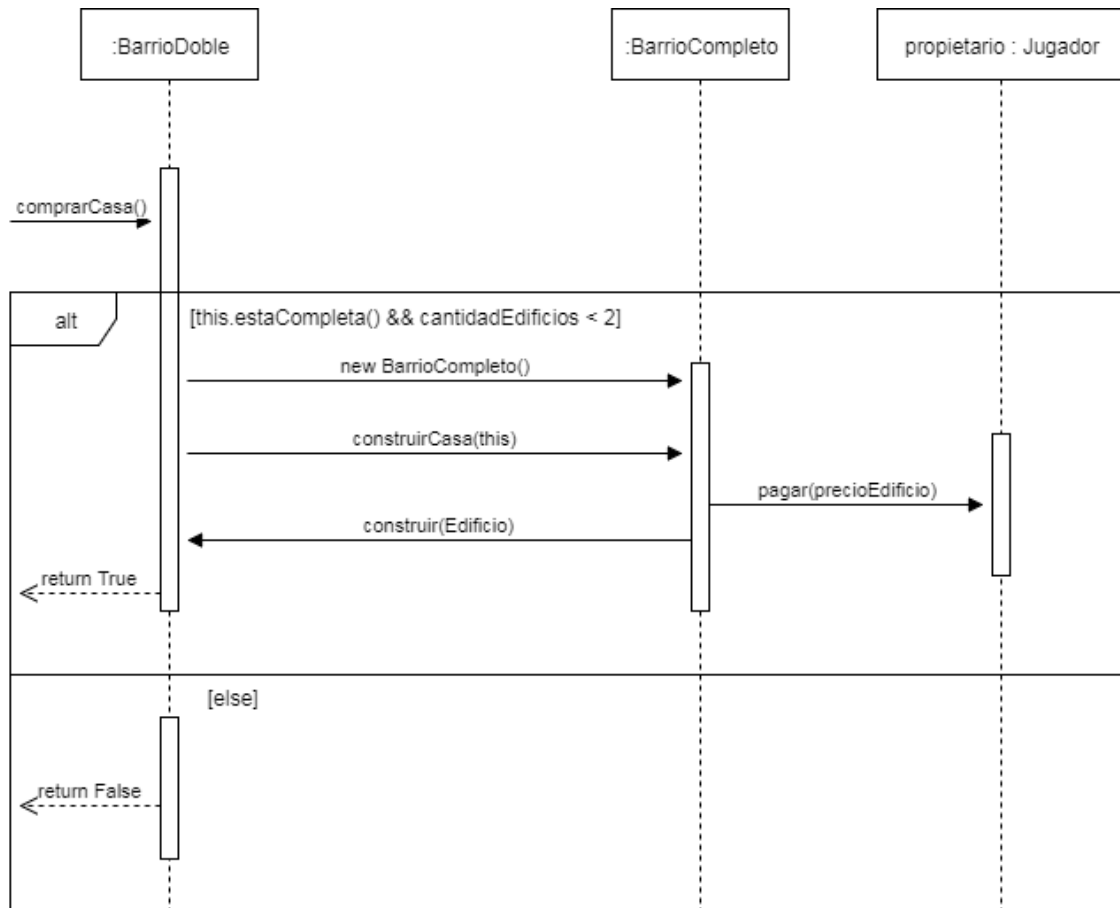 :BarrioDoble
:BarrioCompleto
propietario : Jugador
comprarCasa()
alt
[this.estaCompleta() && cantidadEdificios < 2]
new BarrioCompleto()
construirCasa(this)
pagar(precioEdificio)
construir(Edificio)
return True
[else]
return False